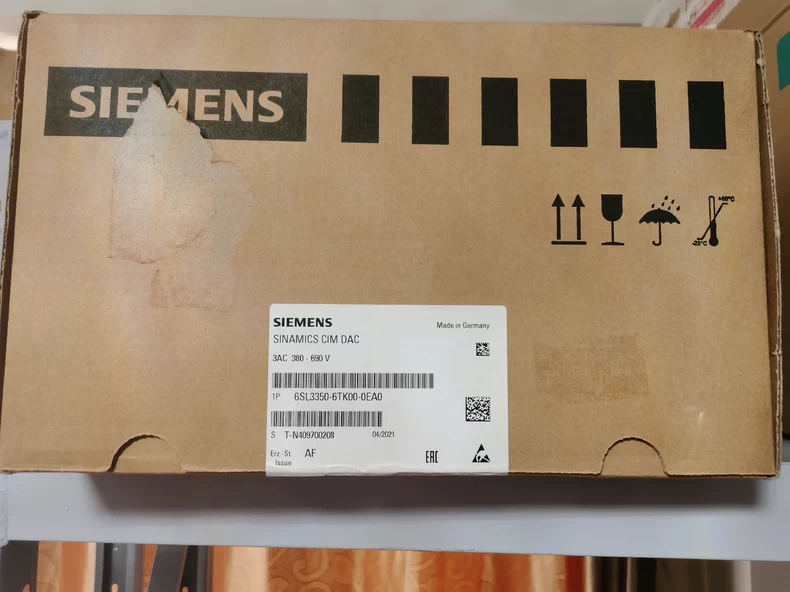 SIEMENS
-20°C
SIEMENS
Made in Germany
SINAMICS CIM DAC
3AC 380 - 690 V
1P 6SL3350-6TK00-0EA0
S T-N409700208 04/2021
Erz.-St. AF
Issue
EAC